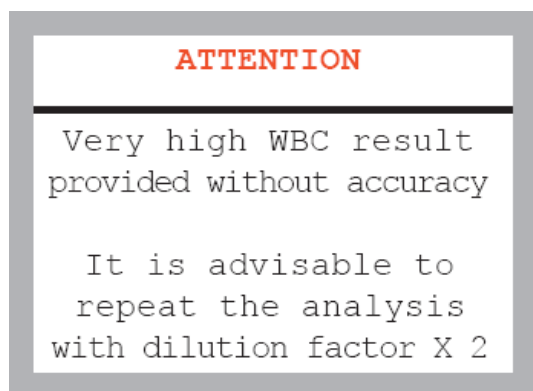 ATTENTION
Very high WBC result
provided without accuracy
It is advisable to
repeat the analysis
with dilution factor X 2